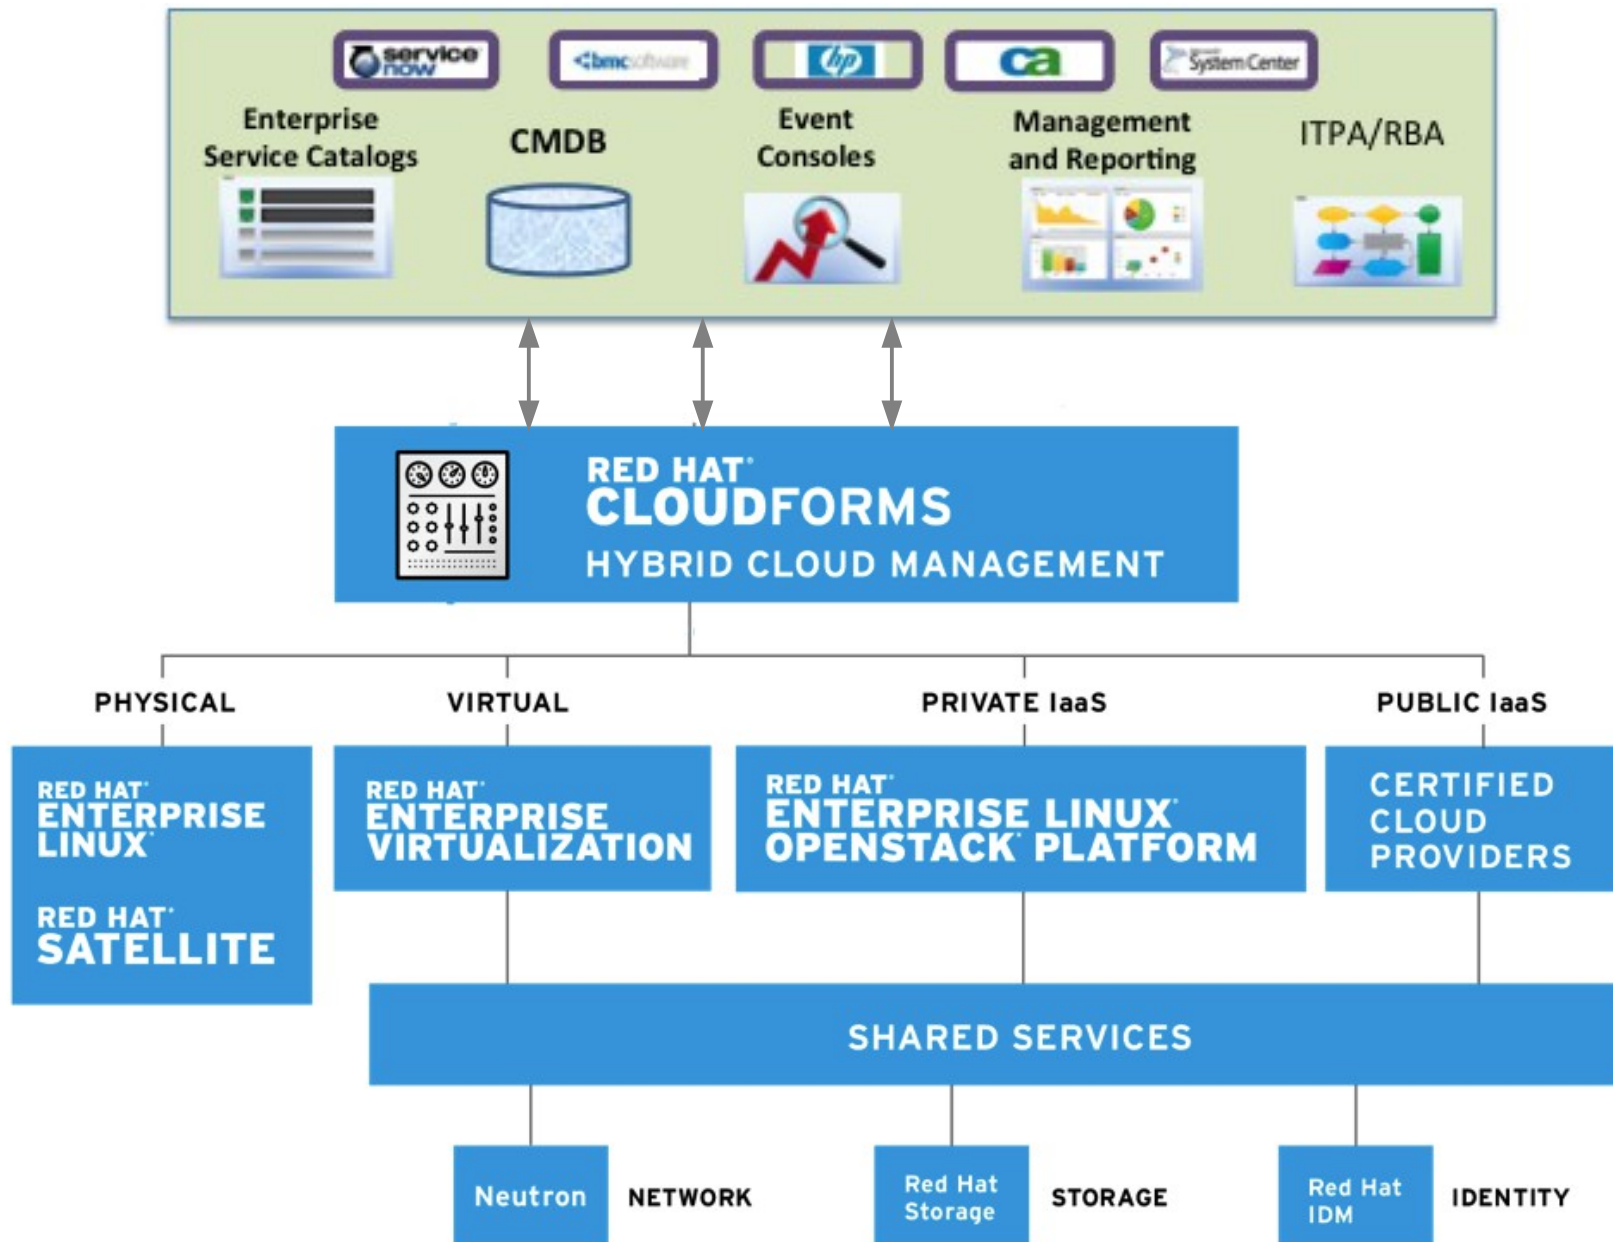 service now
bmcsoftware
hp
ca
System Center
Enterprise
Service Catalogs
CMDB
Event
Consoles
Management
and Reporting
ITPA/RBA
RED HAT®
CLOUDFORMS
HYBRID CLOUD MANAGEMENT
PHYSICAL
VIRTUAL
PRIVATE IaaS
PUBLIC IaaS
RED HAT®
ENTERPRISE
LINUX®
RED HAT®
SATELLITE
RED HAT®
ENTERPRISE
VIRTUALIZATION
RED HAT®
ENTERPRISE LINUX®
OPENSTACK® PLATFORM
CERTIFIED
CLOUD
PROVIDERS
SHARED SERVICES
Neutron
NETWORK
Red Hat
Storage
STORAGE
Red Hat
IDM
IDENTITY